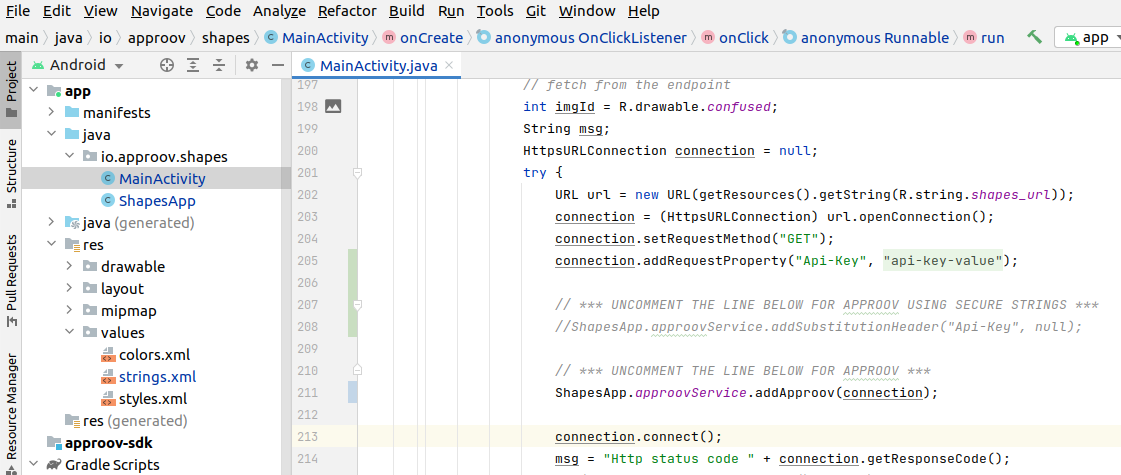 File Edit View Navigate Code Analyze Refactor Build Run Tools Git Window Help
main java io approov shapes MainActivity onCreate anonymous OnClickListener onClick anonymous Runnable run app
Android
MainActivity.java
Project
Structure
Pull Requests
Resource Manager
app
manifests
java
io.approov.shapes
MainActivity
ShapesApp
java (generated)
res
drawable
layout
mipmap
values
colors.xml
strings.xml
styles.xml
res (generated)
approov-sdk
Gradle Scripts
197 // fetch from the endpoint
198 int imgId = R.drawable.confused;
199 String msg;
200 HttpsURLConnection connection = null;
201 try {
202 URL url = new URL(getResources().getString(R.string.shapes_url));
203 connection = (HttpsURLConnection) url.openConnection();
204 connection.setRequestMethod("GET");
205 connection.addRequestProperty("Api-Key", "api-key-value");
206
207 // *** UNCOMMENT THE LINE BELOW FOR APPROOV USING SECURE STRINGS ***
208 //ShapesApp.approovService.addSubstitutionHeader("Api-Key", null);
209
210 // *** UNCOMMENT THE LINE BELOW FOR APPROOV ***
211 ShapesApp.approovService.addApproov(connection);
212
213 connection.connect();
214 msg = "Http status code " + connection.getResponseCode();